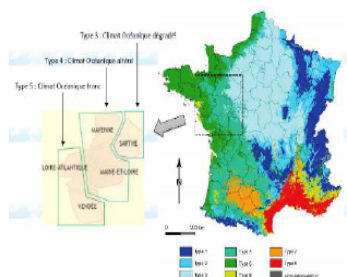 Type 3 : Climat Océanique dégradé
Type 4 : Climat Océanique altéré
Type 5 : Climat Océanique franc
MAYENNE
SARTHE
LOIRE-ATLANTIQUE
MAINE-ET-LOIRE
VENDÉE
N
0
Type 1
Type 4
Type 7
Type 2
Type 5
Type 8
Type 3
Type 6